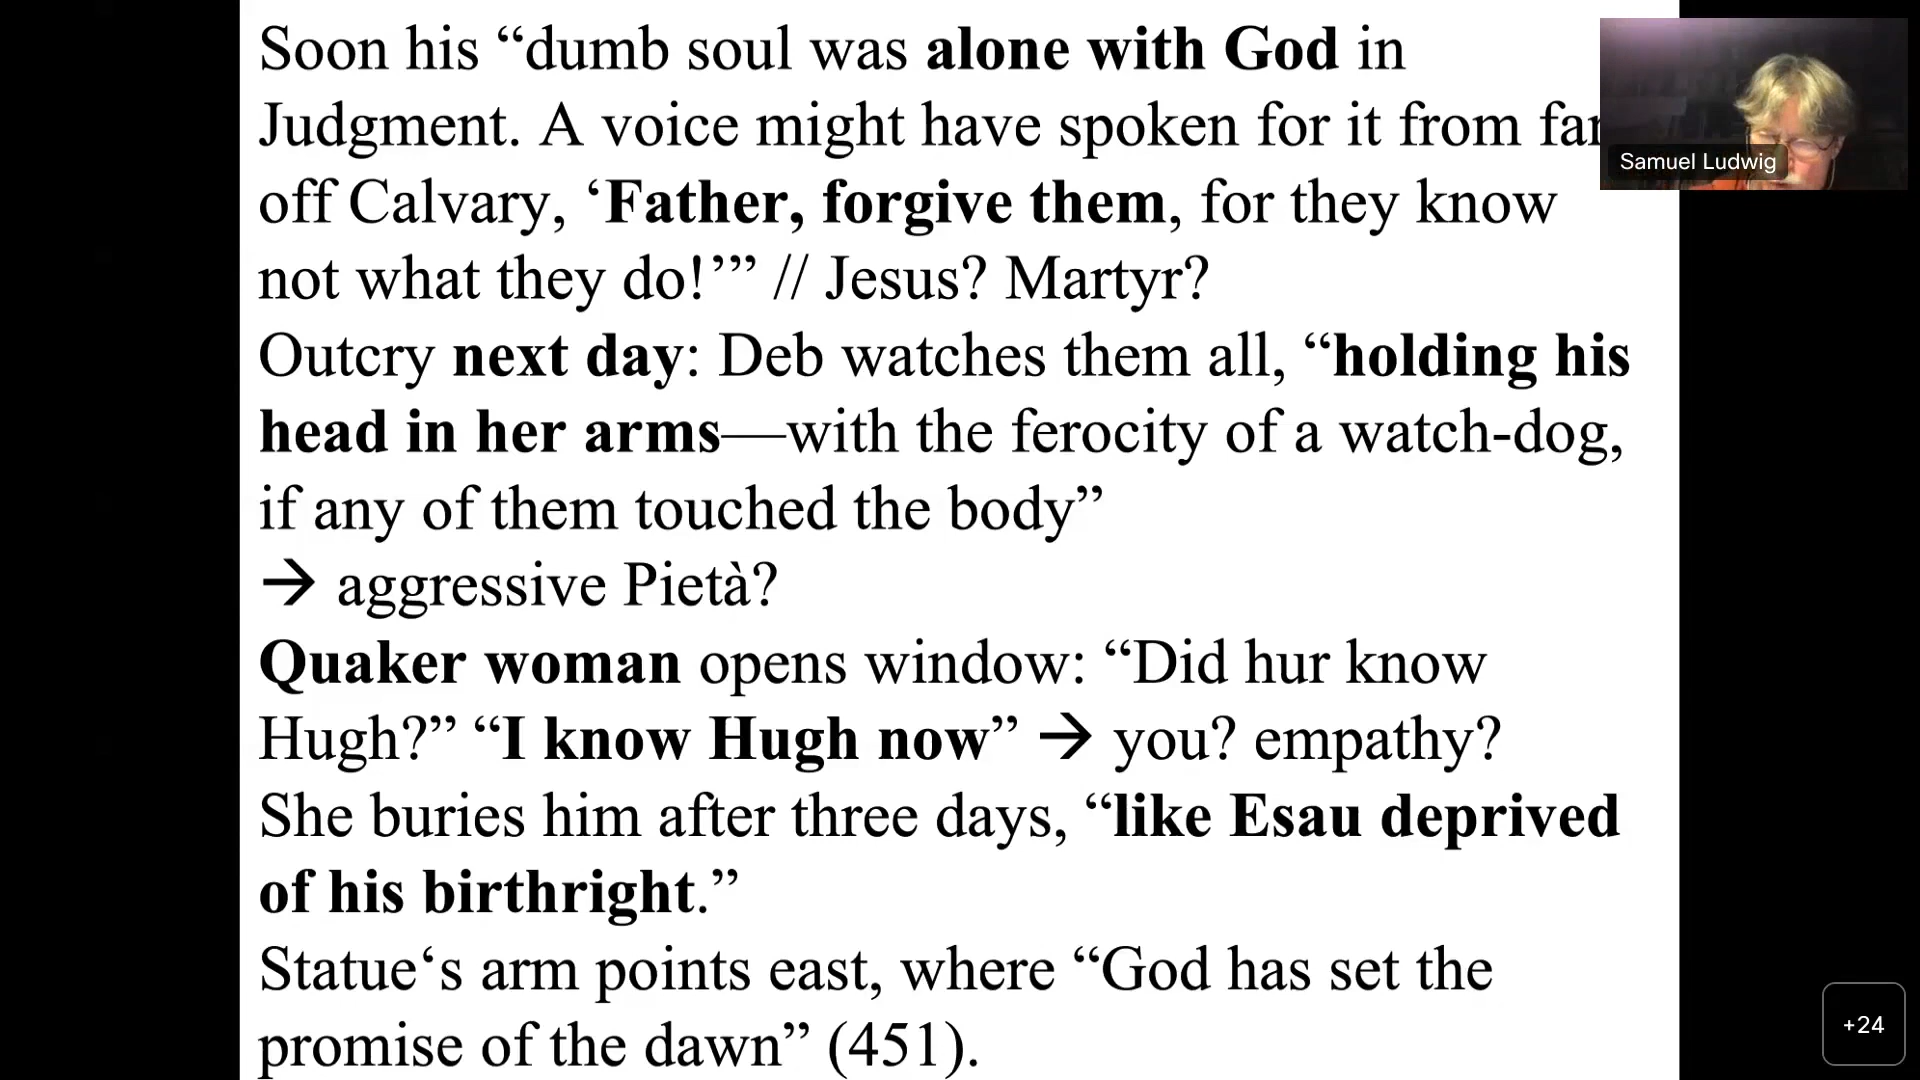 Soon his “dumb soul was alone with God in
Judgment. A voice might have spoken for it from far
off Calvary, ‘Father, forgive them, for they know
not what they do!’” // Jesus? Martyr?
Outcry next day: Deb watches them all, “holding his
head in her arms—with the ferocity of a watch-dog,
if any of them touched the body”
→ aggressive Pietà?
Quaker woman opens window: “Did hur know
Hugh?” “I know Hugh now” → you? empathy?
She buries him after three days, “like Esau deprived
of his birthright.”
Statue‘s arm points east, where “God has set the
promise of the dawn” (451).
Samuel Ludwig
+24